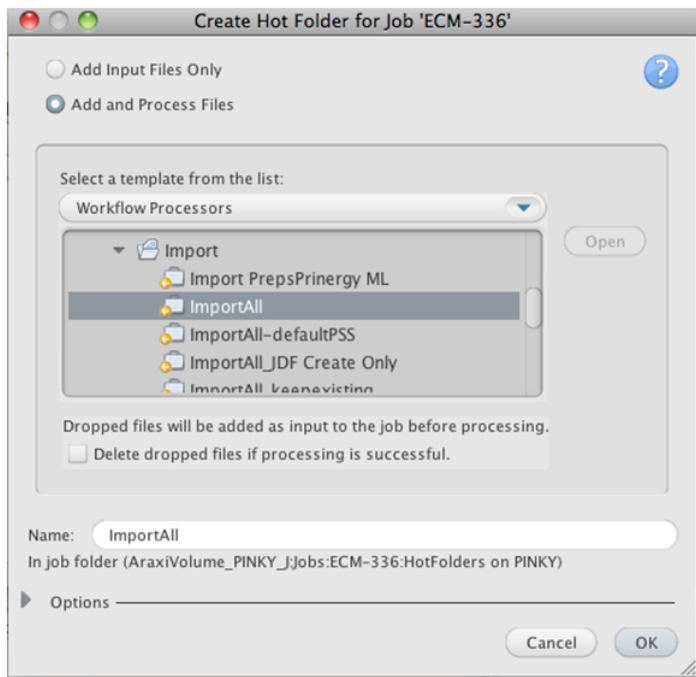 Create Hot Folder for Job 'ECM-336'
Add Input Files Only
?
Add and Process Files
Select a template from the list:
Workflow Processors
Open
Import
Import PrepsPrinergy ML
ImportAll
ImportAll-defaultPSS
ImportAll_JDF Create Only
ImportAll_keepexisting
Dropped files will be added as input to the job before processing.
Delete dropped files if processing is successful.
Name: ImportAll
In job folder (AraxiVolume_PINKY_J:Jobs:ECM-336:HotFolders on PINKY)
Options
Cancel OK